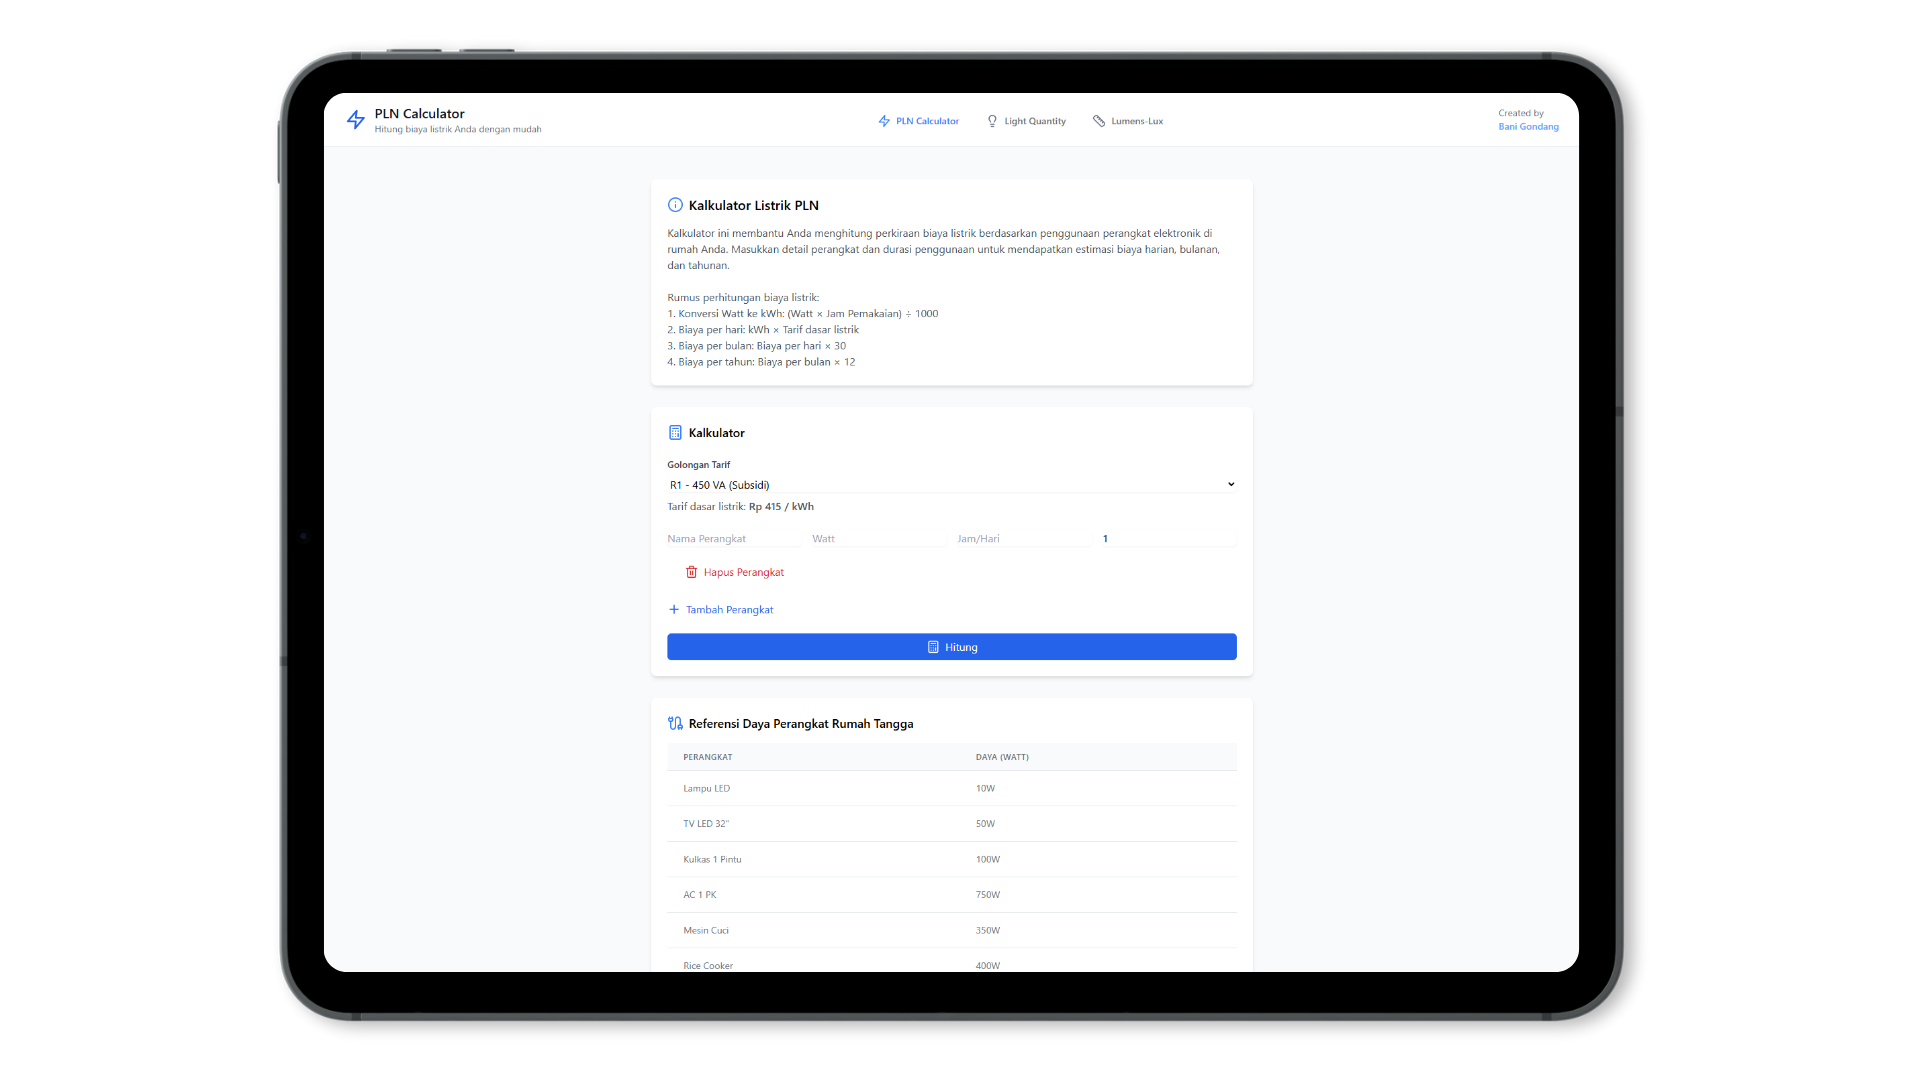 PLN Calculator
Hitung biaya listrik Anda dengan mudah
PLN Calculator
Light Quantity
Lumens-Lux
Created by
Bani Gondang
Kalkulator Listrik PLN
Kalkulator ini membantu Anda menghitung perkiraan biaya listrik berdasarkan penggunaan perangkat elektronik di
rumah Anda. Masukkan detail perangkat dan durasi penggunaan untuk mendapatkan estimasi biaya harian, bulanan,
dan tahunan.
Rumus perhitungan biaya listrik:
1. Konversi Watt ke kWh: (Watt × Jam Pemakaian) ÷ 1000
2. Biaya per hari: kWh × Tarif dasar listrik
3. Biaya per bulan: Biaya per hari × 30
4. Biaya per tahun: Biaya per bulan × 12
Kalkulator
Golongan Tarif
R1 - 450 VA (Subsidi)
Tarif dasar listrik: Rp 415 / kWh
Nama Perangkat Watt Jam/Hari 1
Hapus Perangkat
Tambah Perangkat
Hitung
Referensi Daya Perangkat Rumah Tangga
PERANGKAT DAYA (WATT)
Lampu LED 10W
TV LED 32" 50W
Kulkas 1 Pintu 100W
AC 1 PK 750W
Mesin Cuci 350W
Rice Cooker 400W